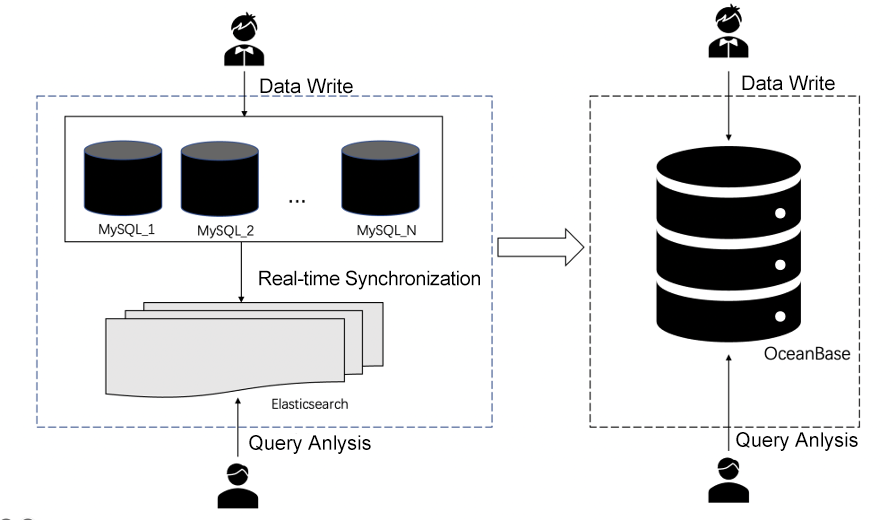 Data Write
MySQL_1
MySQL_2
...
MySQL_N
Real-time Synchronization
Elasticsearch
Query Anlysis
Data Write
OceanBase
Query Anlysis